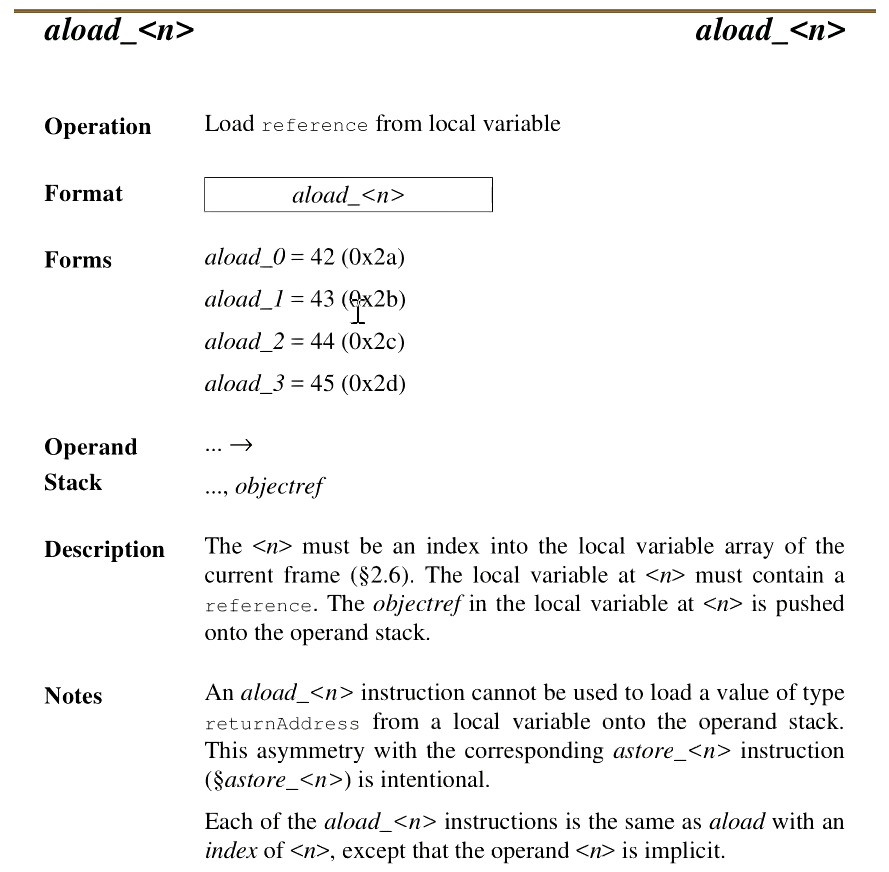 aload_<n> aload_<n>
Operation Load reference from local variable
Format aload_<n>
Forms aload_0 = 42 (0x2a)
aload_1 = 43 (0x2b)
aload_2 = 44 (0x2c)
aload_3 = 45 (0x2d)
Operand ... →
Stack ..., objectref
Description The <n> must be an index into the local variable array of the
current frame (§2.6). The local variable at <n> must contain a
reference. The objectref in the local variable at <n> is pushed
onto the operand stack.
Notes An aload_<n> instruction cannot be used to load a value of type
returnAddress from a local variable onto the operand stack.
This asymmetry with the corresponding astore_<n> instruction
(§astore_<n>) is intentional.
Each of the aload_<n> instructions is the same as aload with an
index of <n>, except that the operand <n> is implicit.